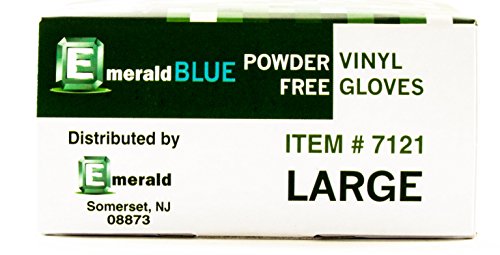 Emerald BLUE POWDER FREE VINYL GLOVES
Distributed by
Emerald
Somerset, NJ
08873
ITEM # 7121
LARGE